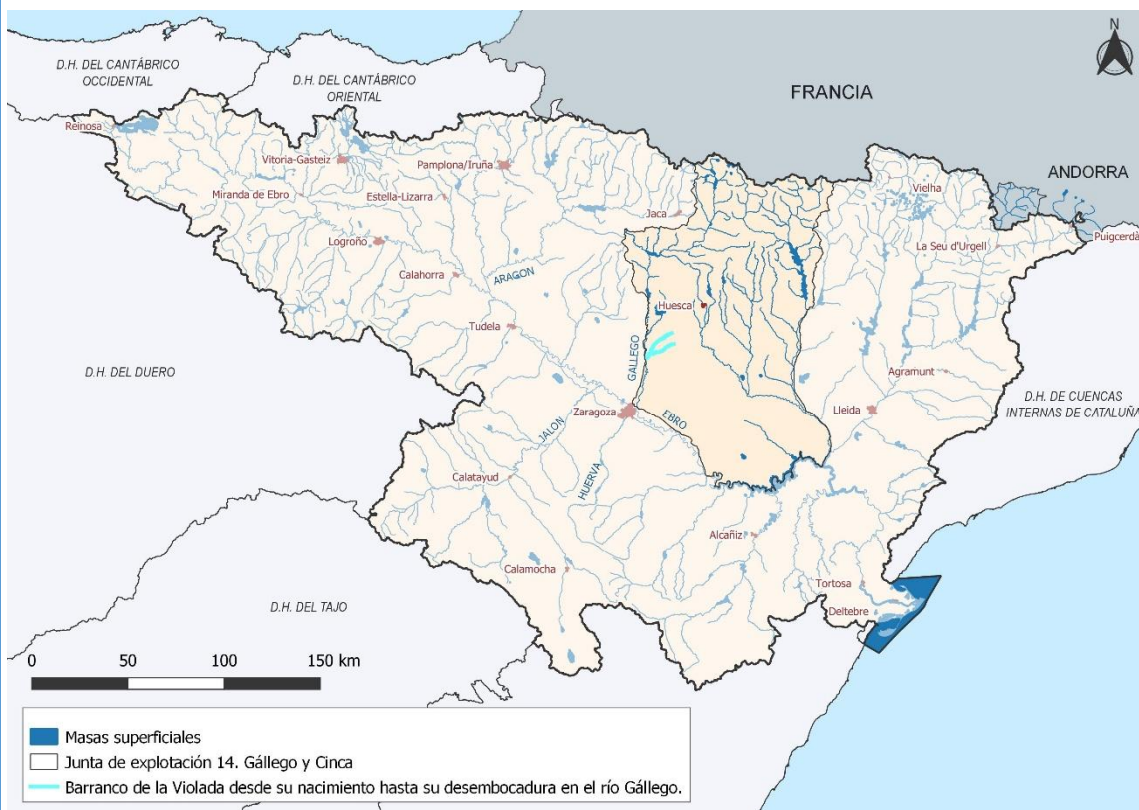 N
D.H. DEL CANTÁBRICO
OCCIDENTAL
D.H. DEL CANTÁBRICO
ORIENTAL
FRANCIA
ANDORRA
Reinosa
Vitoria-Gasteiz
Pamplona/Iruña
Vielha
Miranda de Ebro
Estella-Lizarra
Jaca
La Seu d'Urgell
Puigcerdà
Logroño
Calahorra
ARAGON
Huesca
Tudela
GALLEGO
D.H. DEL DUERO
Agramunt
D.H. DE CUENCAS
INTERNAS DE CATALUÑA
Zaragoza
EBRO
Lleida
JALON
HUERVA
Calatayud
Alcañiz
Calamocha
Tortosa
Deltebre
D.H. DEL TAJO
0 50 100 150 km
Masas superficiales
Junta de explotación 14. Gállego y Cinca
Barranco de la Violada desde su nacimiento hasta su desembocadura en el río Gállego.